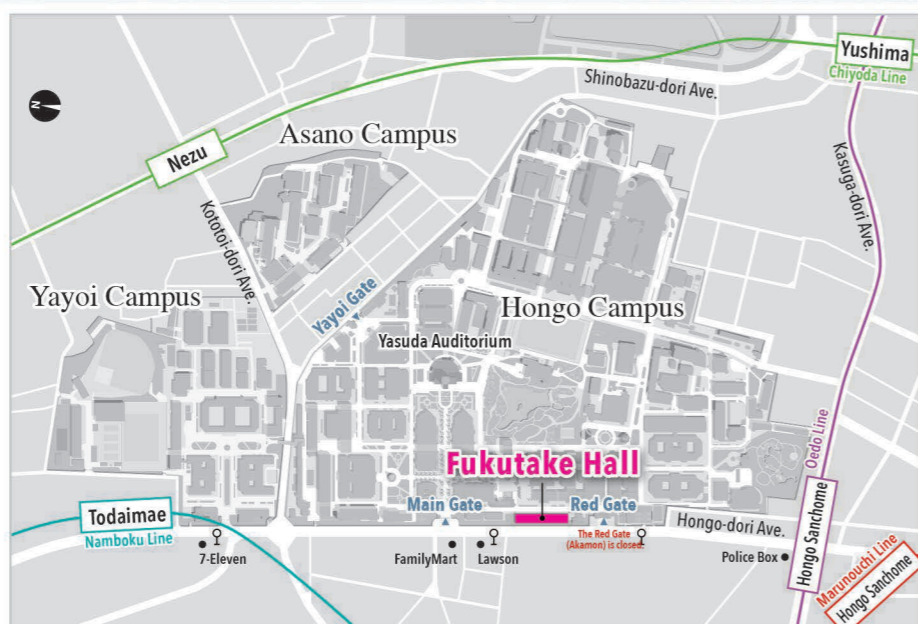 Yushima
Chiyoda Line
Shinobazu-dori Ave.
N
Asano Campus
Nezu
Kasuga-dori Ave.
Kototoi-dori Ave.
Yayoi Campus
Yayoi Gate
Hongo Campus
Yasuda Auditorium
Oedo Line
Fukutake Hall
Main Gate
Red Gate
Todaimae
Namboku Line
Hongo-dori Ave.
The Red Gate
(Akamon) is closed.
7-Eleven
FamilyMart
Lawson
Police Box
Hongo Sanchome
Marunouchi Line
Hongo Sanchome